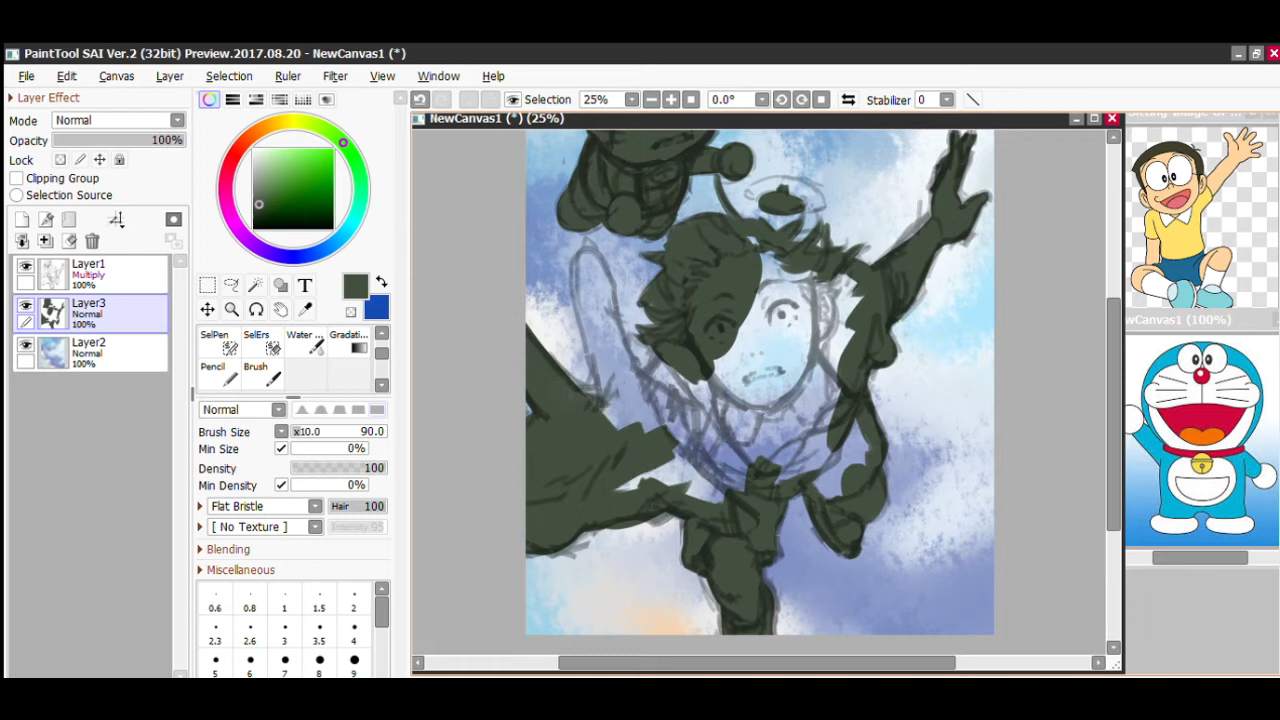 PaintTool SAI Ver.2 (32bit) Preview.2017.08.20 - NewCanvas1 (*)
File Edit Canvas Layer Selection Ruler Filter View Window Help
Layer Effect
Mode Normal
Opacity 100%
Lock
Clipping Group
Selection Source
Layer1
Multiply
100%
Layer3
Normal
100%
Layer2
Normal
100%
T
SelPen SelErs Water ... Gradati...
Pencil Brush
Normal
Brush Size x10.0 90.0
Min Size 0%
Density 100
Min Density 0%
Flat Bristle Hair 100
[ No Texture ] Intensity 95
Blending
Miscellaneous
0.6 0.8 1 1.5 2
2.3 2.6 3 3.5 4
5 6 7 8 9
Selection 25% 0.0° Stabilizer 0
NewCanvas1 (*) (25%)
wCanvas1 (100%)